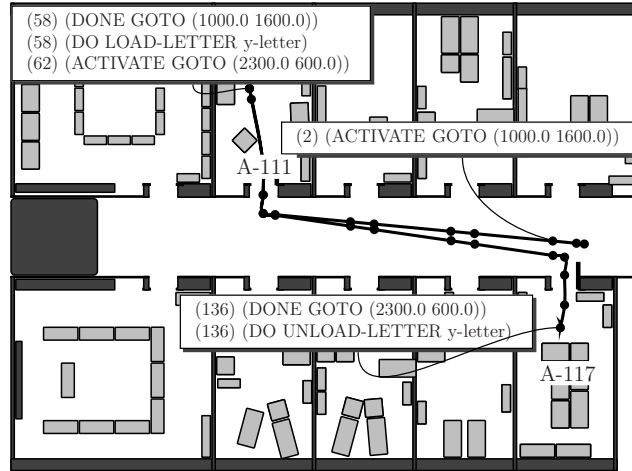 (58) (DONE GOTO (1000.0 1600.0))
(58) (DO LOAD-LETTER y-letter)
(62) (ACTIVATE GOTO (2300.0 600.0))
(2) (ACTIVATE GOTO (1000.0 1600.0))
A-111
(136) (DONE GOTO (2300.0 600.0))
(136) (DO UNLOAD-LETTER y-letter)
A-117